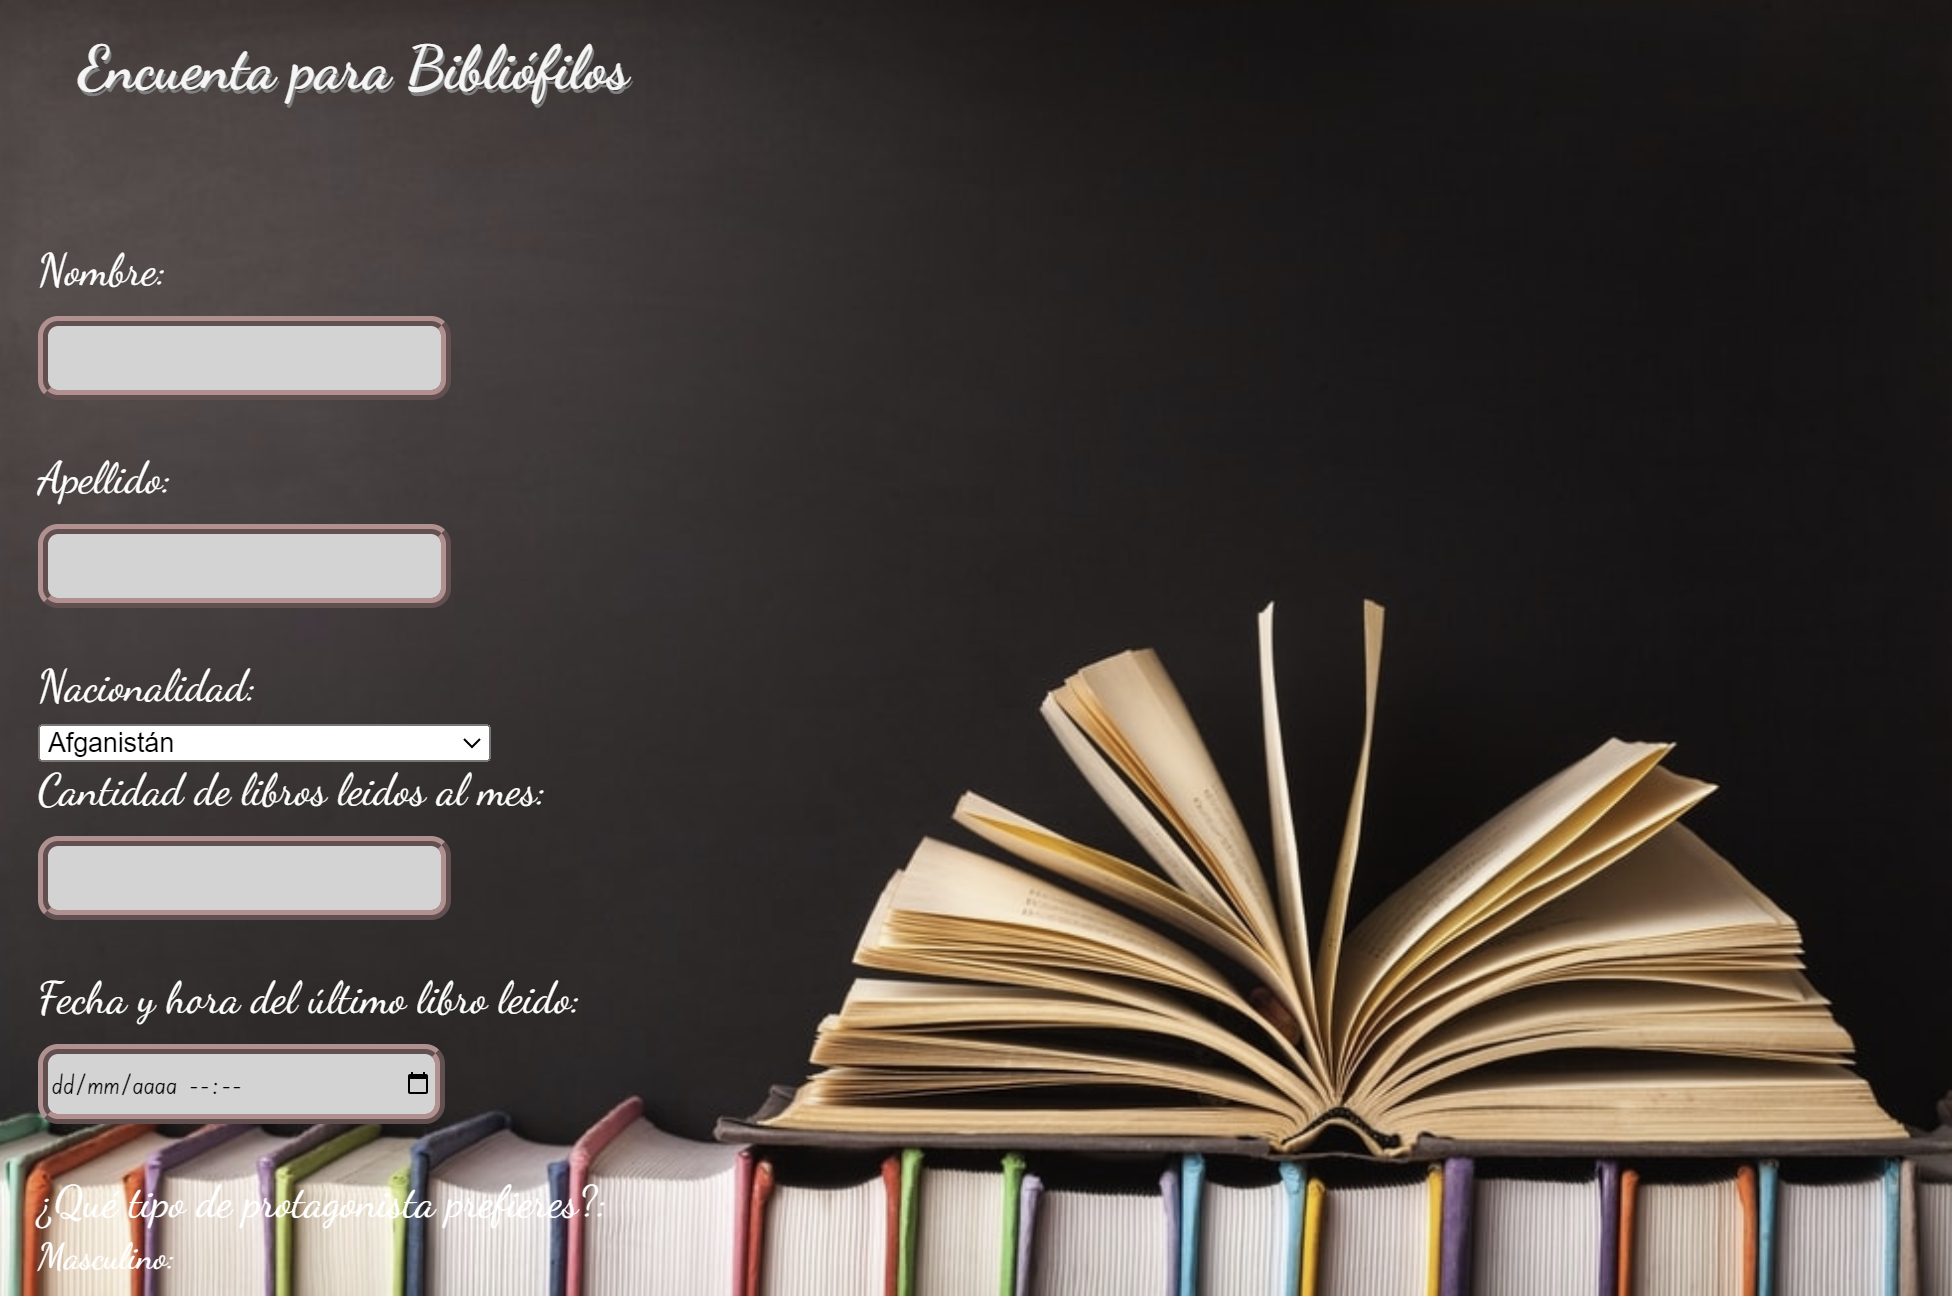 Encuenta para Bibliófilos
Nombre:
Apellido:
Nacionalidad:
Afganistán
Cantidad de libros leidos al mes:
Fecha y hora del último libro leido:
dd/mm/aaaa --:--
¿Qué tipo de protagonista prefieres?:
Masculino: